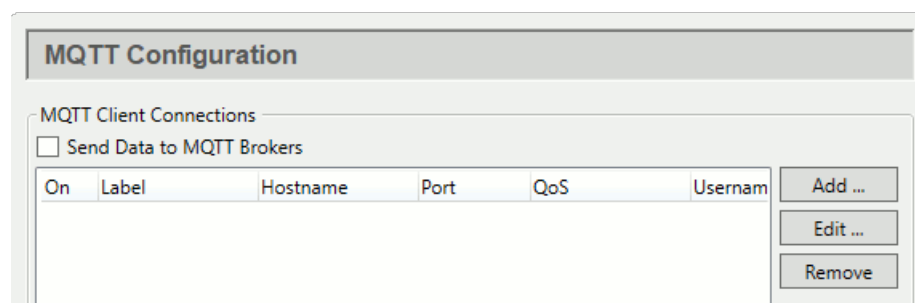 MQTT Configuration
MQTT Client Connections
Send Data to MQTT Brokers
On Label Hostname Port QoS Usernam
Add ...
Edit ...
Remove